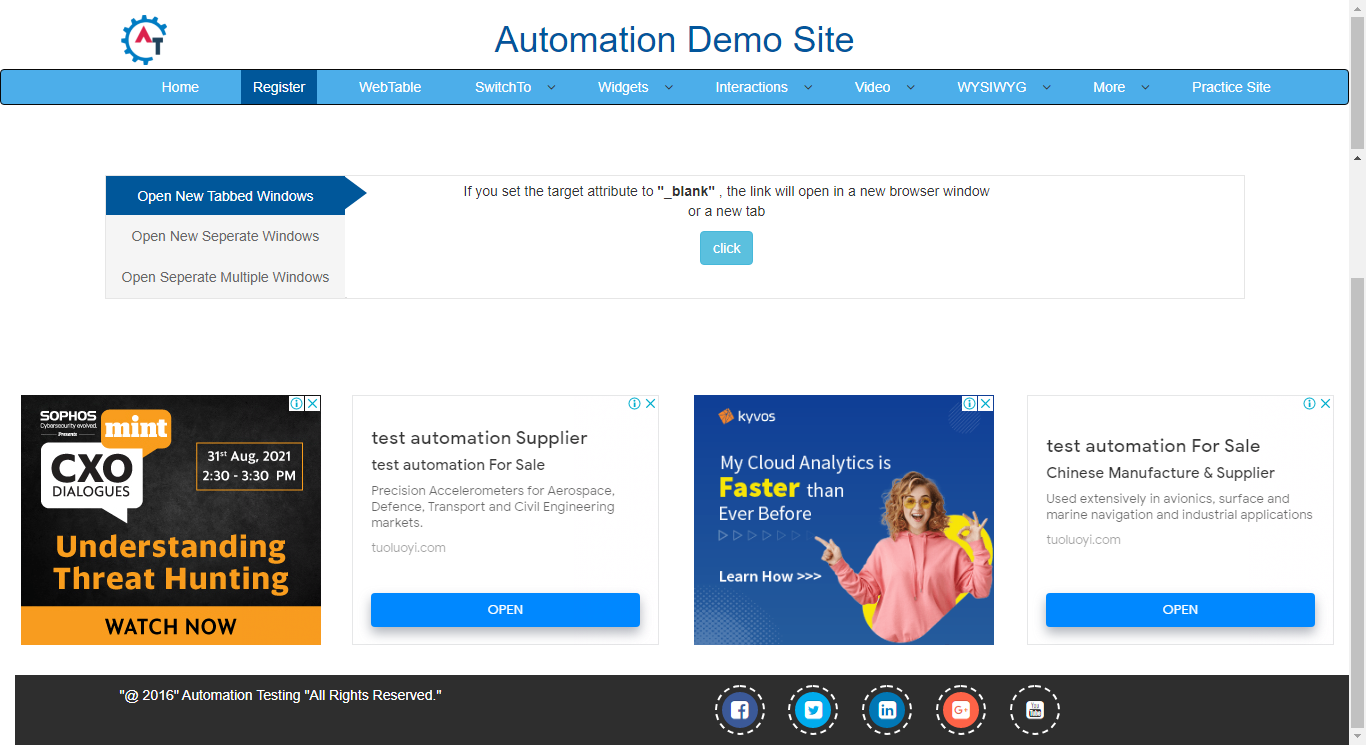 AT
Automation Demo Site
Home Register WebTable SwitchTo Widgets Interactions Video WYSIWYG More Practice Site
Open New Tabbed Windows
Open New Seperate Windows
Open Seperate Multiple Windows
If you set the target attribute to "_blank" , the link will open in a new browser window
or a new tab
click
SOPHOS
Cybersecurity evolved.
Presents
mint
CXO
DIALOGUES
31st Aug, 2021
2:30 - 3:30 PM
Understanding
Threat Hunting
WATCH NOW
test automation Supplier
test automation For Sale
Precision Accelerometers for Aerospace,
Defence, Transport and Civil Engineering
markets.
tuoluoyi.com
OPEN
kyvos
My Cloud Analytics is
Faster than
Ever Before
Learn How >>>
test automation For Sale
Chinese Manufacture & Supplier
Used extensively in avionics, surface and
marine navigation and industrial applications
tuoluoyi.com
OPEN
"@ 2016" Automation Testing "All Rights Reserved."
f in G+ You Tube